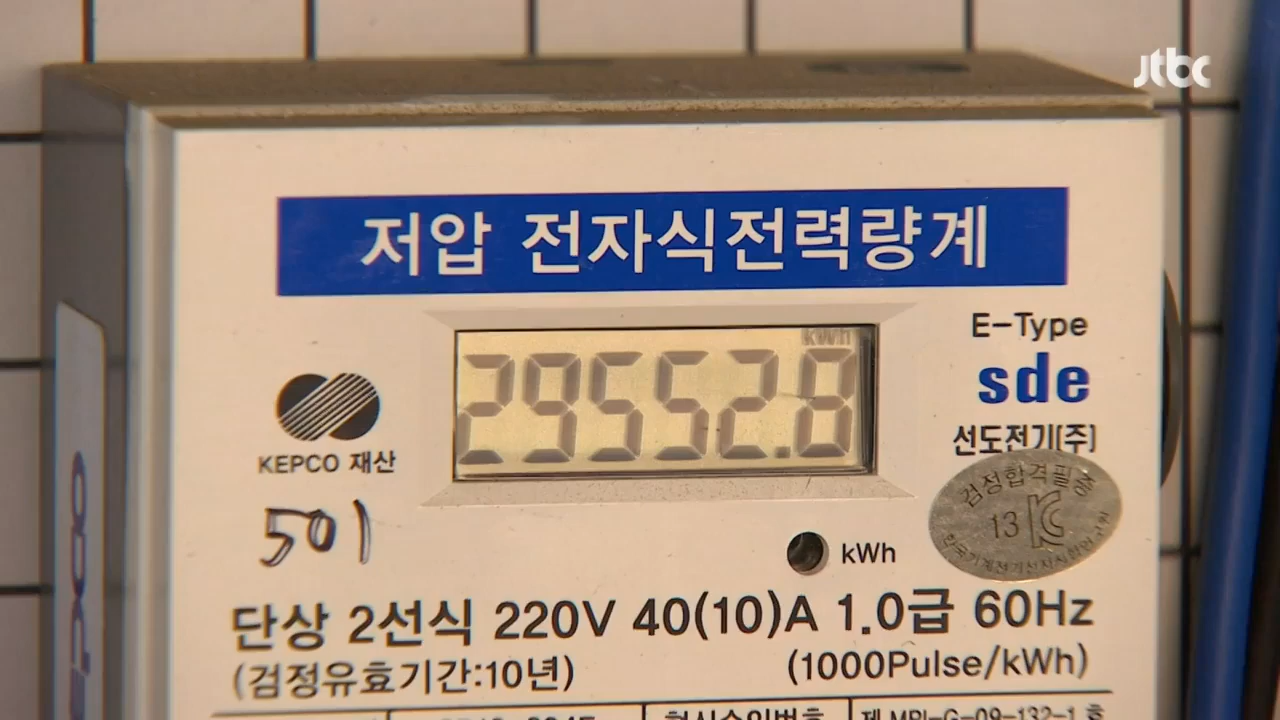 jtbc
저압 전자식전력량계
kWh
29552.8
E-Type
sde
선도전기(주)
KEPCO 재산
501
검정합격필증
13
kWh
단상 2선식 220V 40(10)A 1.0급 60Hz
(검정유효기간:10년)
(1000Pulse/kWh)